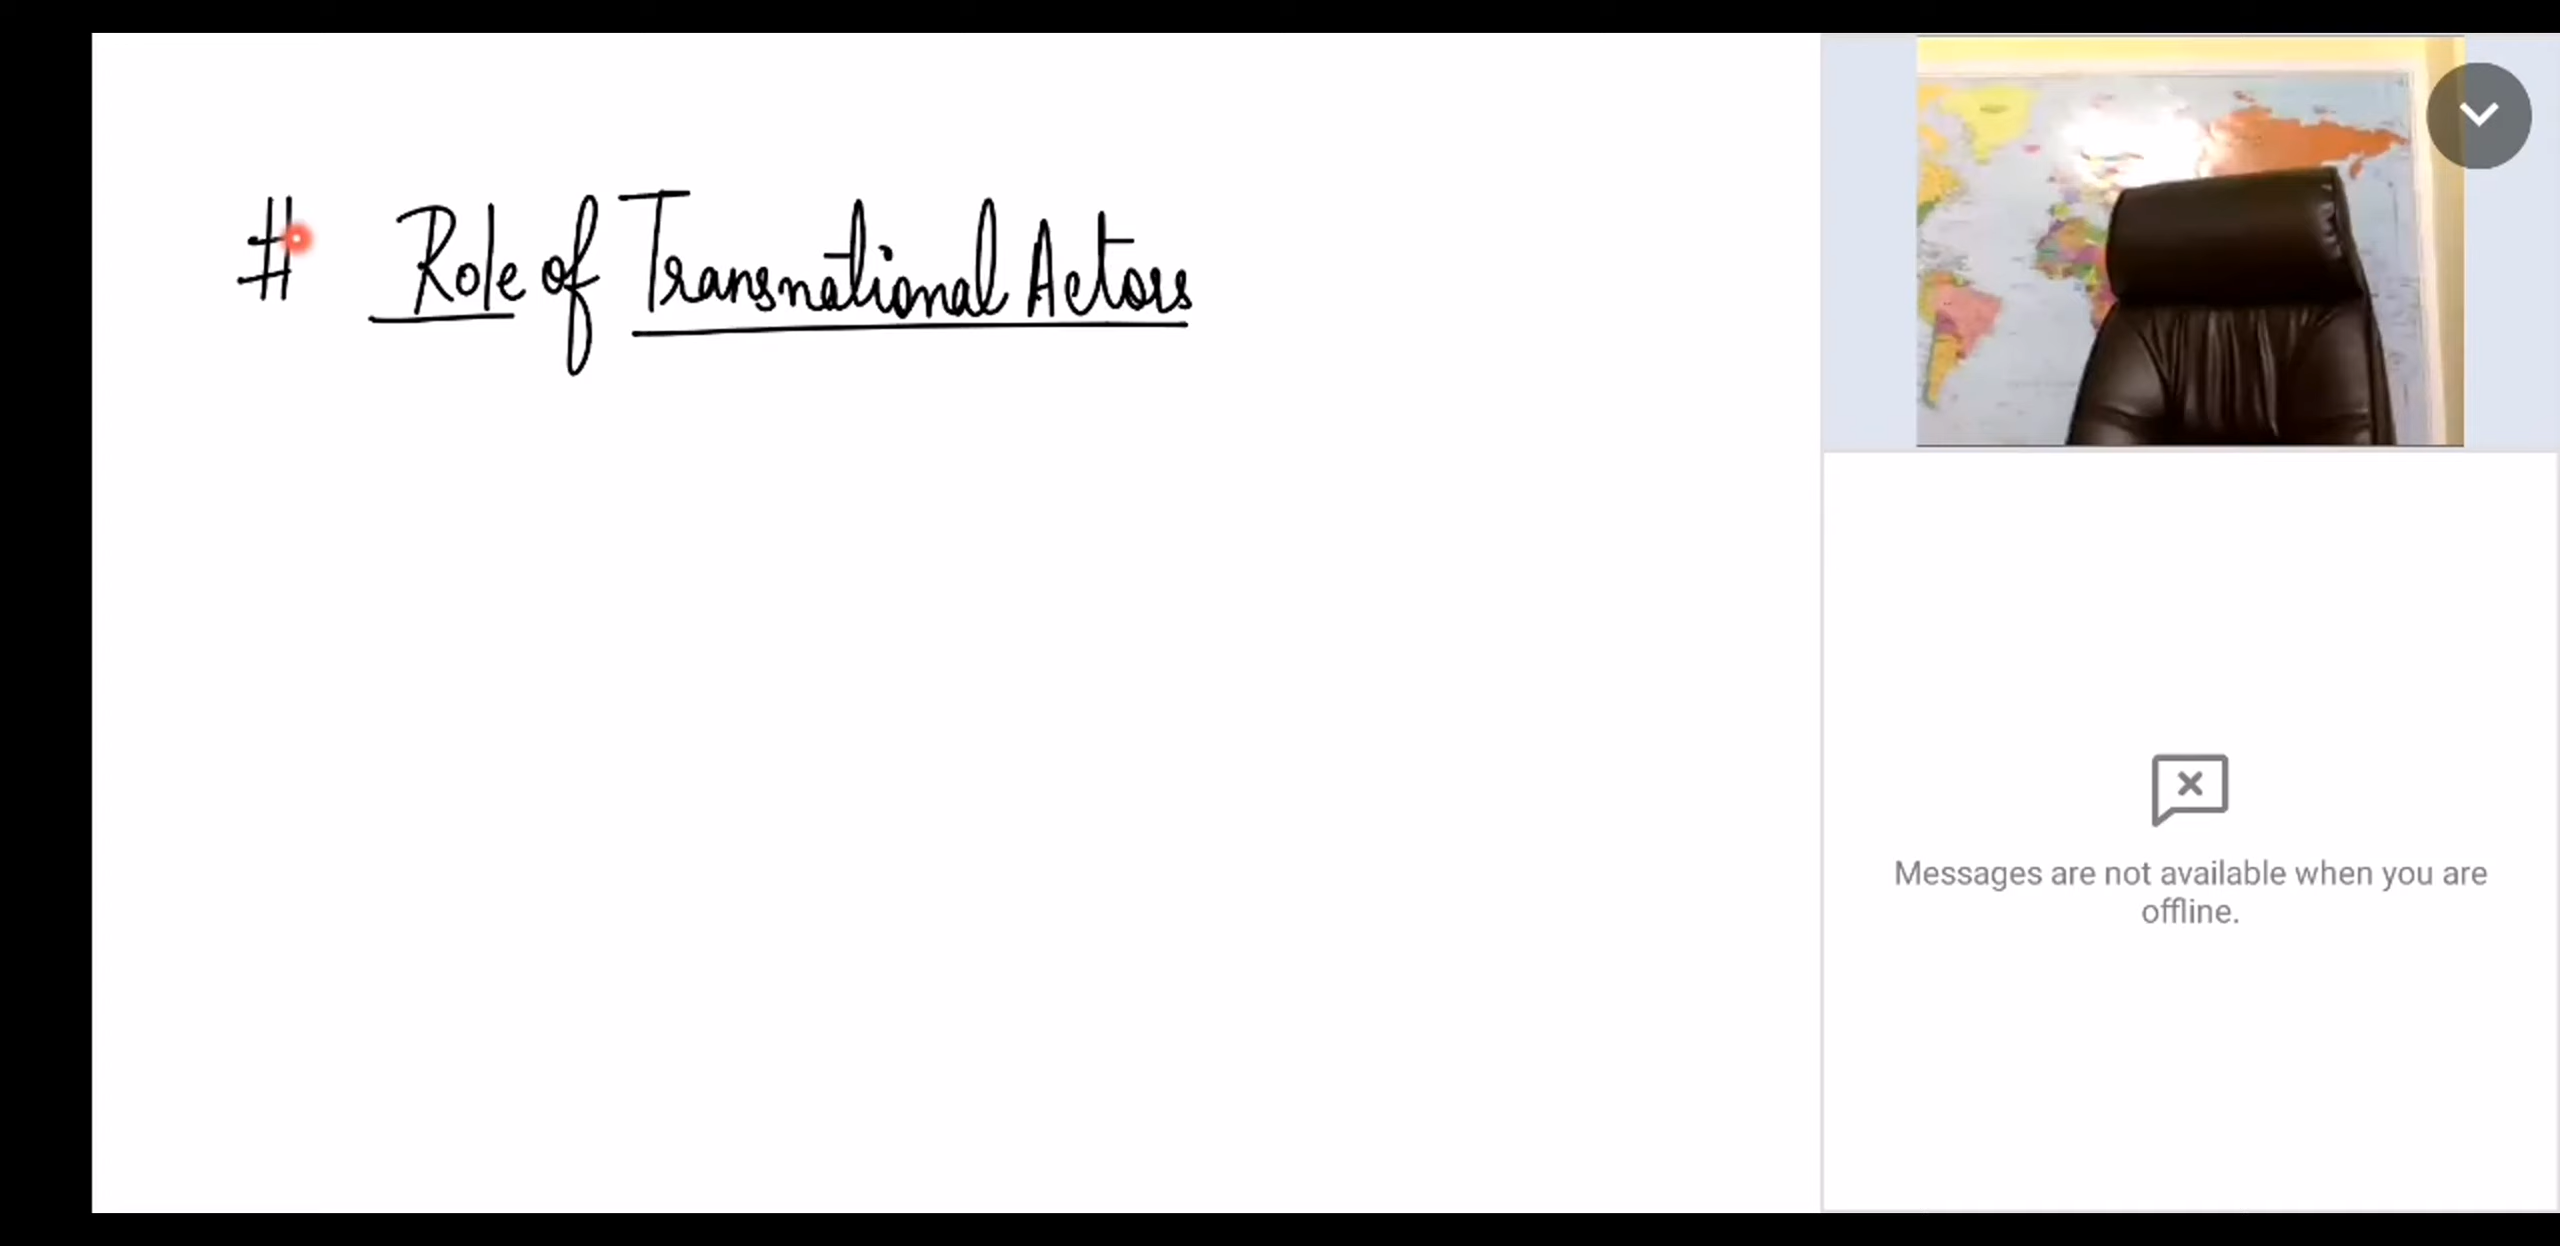 # Role of Transnational Actors
Messages are not available when you are
offline.